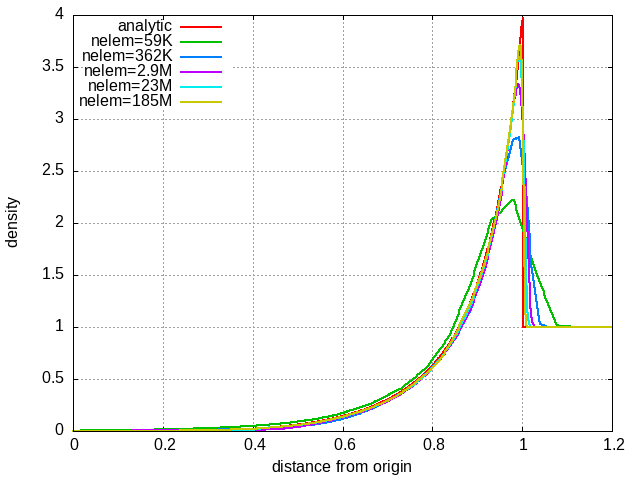 4
3.5
3
2.5
2
1.5
1
0.5
0
density
analytic
nelem=59K
nelem=362K
nelem=2.9M
nelem=23M
nelem=185M
0 0.2 0.4 0.6 0.8 1 1.2
distance from origin